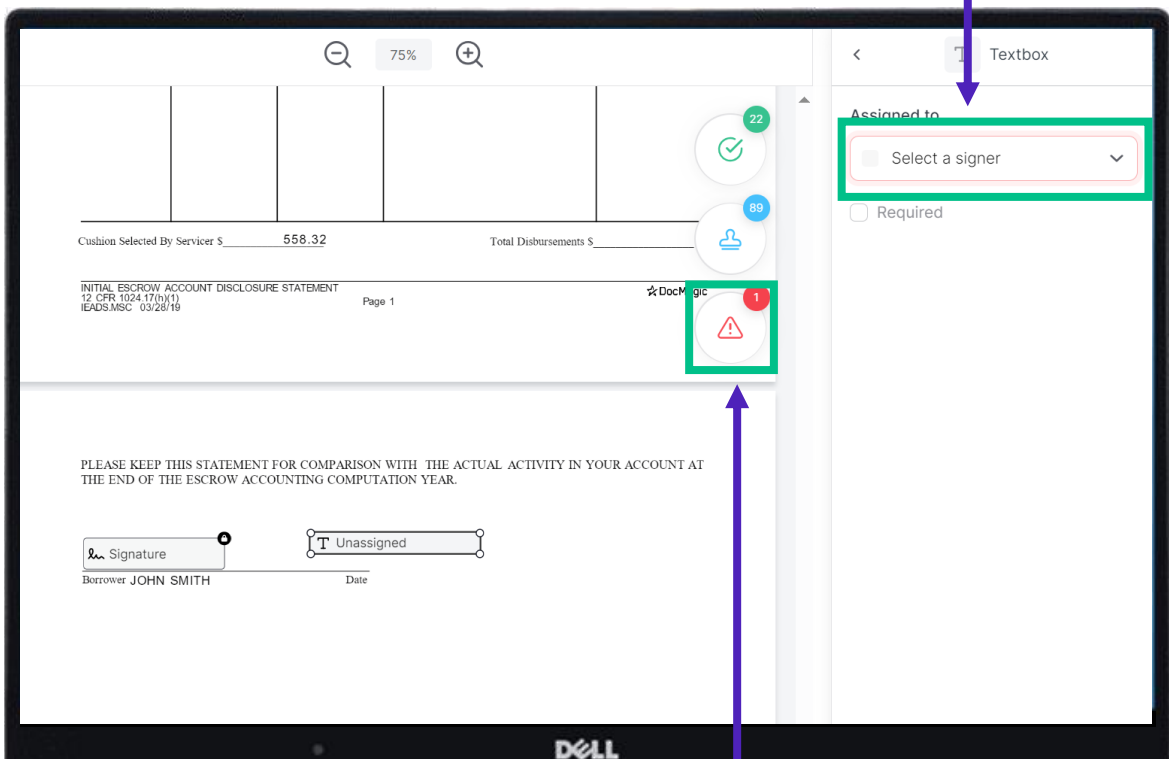 75%
T Textbox
Assigned to
Select a signer
Required
22
89
1
Cushion Selected By Servicer $ 558.32 Total Disbursements $
INITIAL ESCROW ACCOUNT DISCLOSURE STATEMENT
12 CFR 1024.17(h)(1)
IEADS.MSC 03/28/19
Page 1
DocMagic
PLEASE KEEP THIS STATEMENT FOR COMPARISON WITH THE ACTUAL ACTIVITY IN YOUR ACCOUNT AT
THE END OF THE ESCROW ACCOUNTING COMPUTATION YEAR.
Signature
T Unassigned
Borrower JOHN SMITH Date
DELL